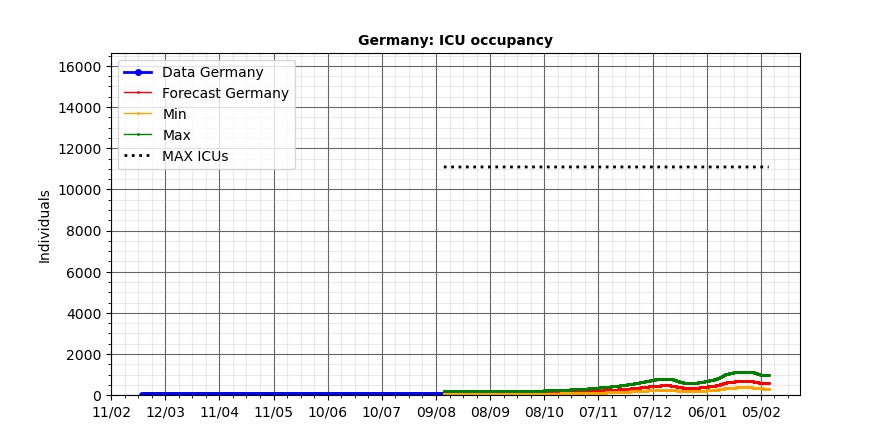 Germany: ICU occupancy
Individuals
16000
14000
12000
10000
8000
6000
4000
2000
0
Data Germany
Forecast Germany
Min
Max
MAX ICUs
11/02 12/03 11/04 11/05 10/06 10/07 09/08 08/09 08/10 07/11 07/12 06/01 05/02